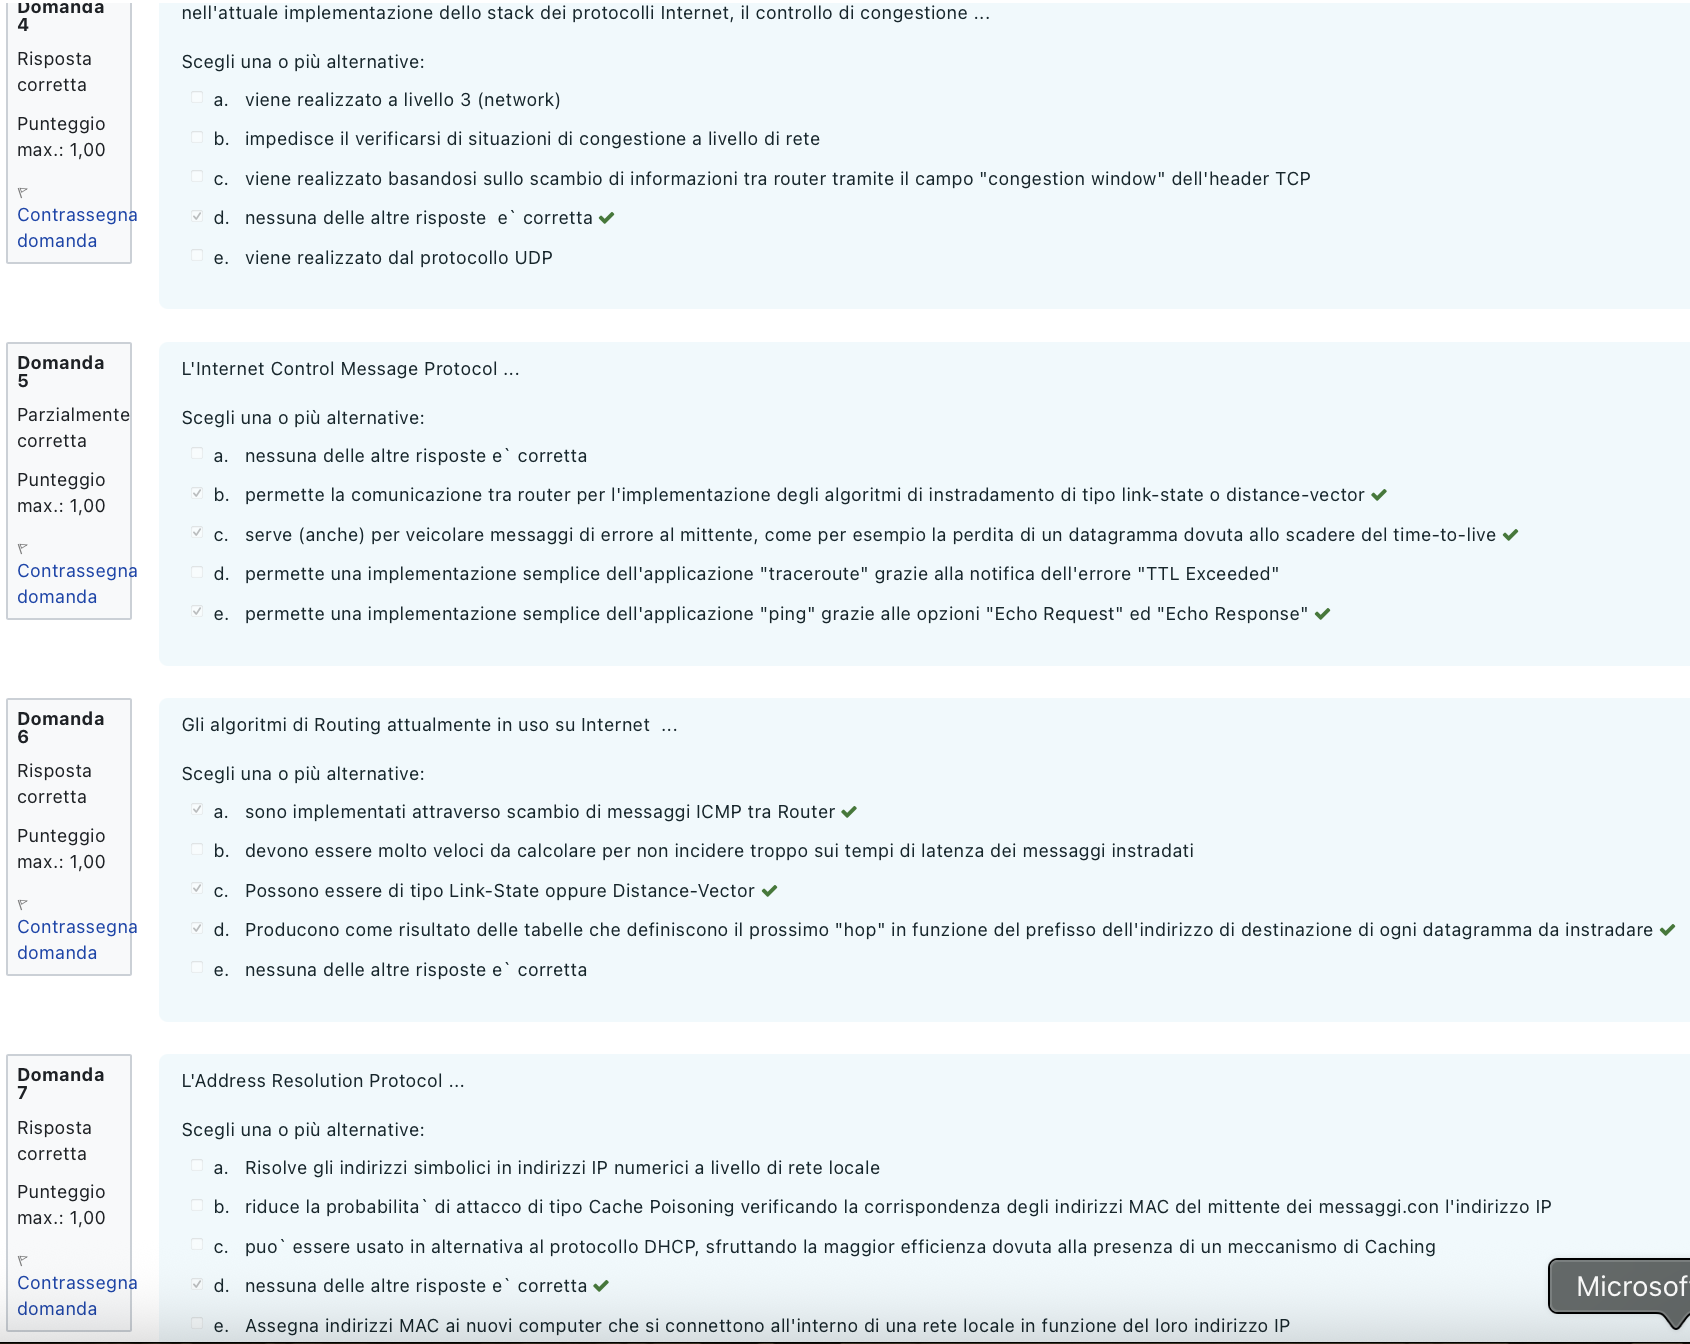 Domanda
4
Risposta
corretta
Punteggio
max.: 1,00
Contrassegna
domanda
nell'attuale implementazione dello stack dei protocolli Internet, il controllo di congestione ...
Scegli una o più alternative:
a. viene realizzato a livello 3 (network)
b. impedisce il verificarsi di situazioni di congestione a livello di rete
c. viene realizzato basandosi sullo scambio di informazioni tra router tramite il campo "congestion window" dell'header TCP
d. nessuna delle altre risposte e` corretta
e. viene realizzato dal protocollo UDP
Domanda
5
Parzialmente
corretta
Punteggio
max.: 1,00
Contrassegna
domanda
L'Internet Control Message Protocol ...
Scegli una o più alternative:
a. nessuna delle altre risposte e` corretta
b. permette la comunicazione tra router per l'implementazione degli algoritmi di instradamento di tipo link-state o distance-vector
c. serve (anche) per veicolare messaggi di errore al mittente, come per esempio la perdita di un datagramma dovuta allo scadere del time-to-live
d. permette una implementazione semplice dell'applicazione "traceroute" grazie alla notifica dell'errore "TTL Exceeded"
e. permette una implementazione semplice dell'applicazione "ping" grazie alle opzioni "Echo Request" ed "Echo Response"
Domanda
6
Risposta
corretta
Punteggio
max.: 1,00
Contrassegna
domanda
Gli algoritmi di Routing attualmente in uso su Internet ...
Scegli una o più alternative:
a. sono implementati attraverso scambio di messaggi ICMP tra Router
b. devono essere molto veloci da calcolare per non incidere troppo sui tempi di latenza dei messaggi instradati
c. Possono essere di tipo Link-State oppure Distance-Vector
d. Producono come risultato delle tabelle che definiscono il prossimo "hop" in funzione del prefisso dell'indirizzo di destinazione di ogni datagramma da instradare
e. nessuna delle altre risposte e` corretta
Domanda
7
Risposta
corretta
Punteggio
max.: 1,00
Contrassegna
domanda
L'Address Resolution Protocol ...
Scegli una o più alternative:
a. Risolve gli indirizzi simbolici in indirizzi IP numerici a livello di rete locale
b. riduce la probabilita` di attacco di tipo Cache Poisoning verificando la corrispondenza degli indirizzi MAC del mittente dei messaggi.con l'indirizzo IP
c. puo` essere usato in alternativa al protocollo DHCP, sfruttando la maggior efficienza dovuta alla presenza di un meccanismo di Caching
d. nessuna delle altre risposte e` corretta
e. Assegna indirizzi MAC ai nuovi computer che si connettono all'interno di una rete locale in funzione del loro indirizzo IP
Microsof